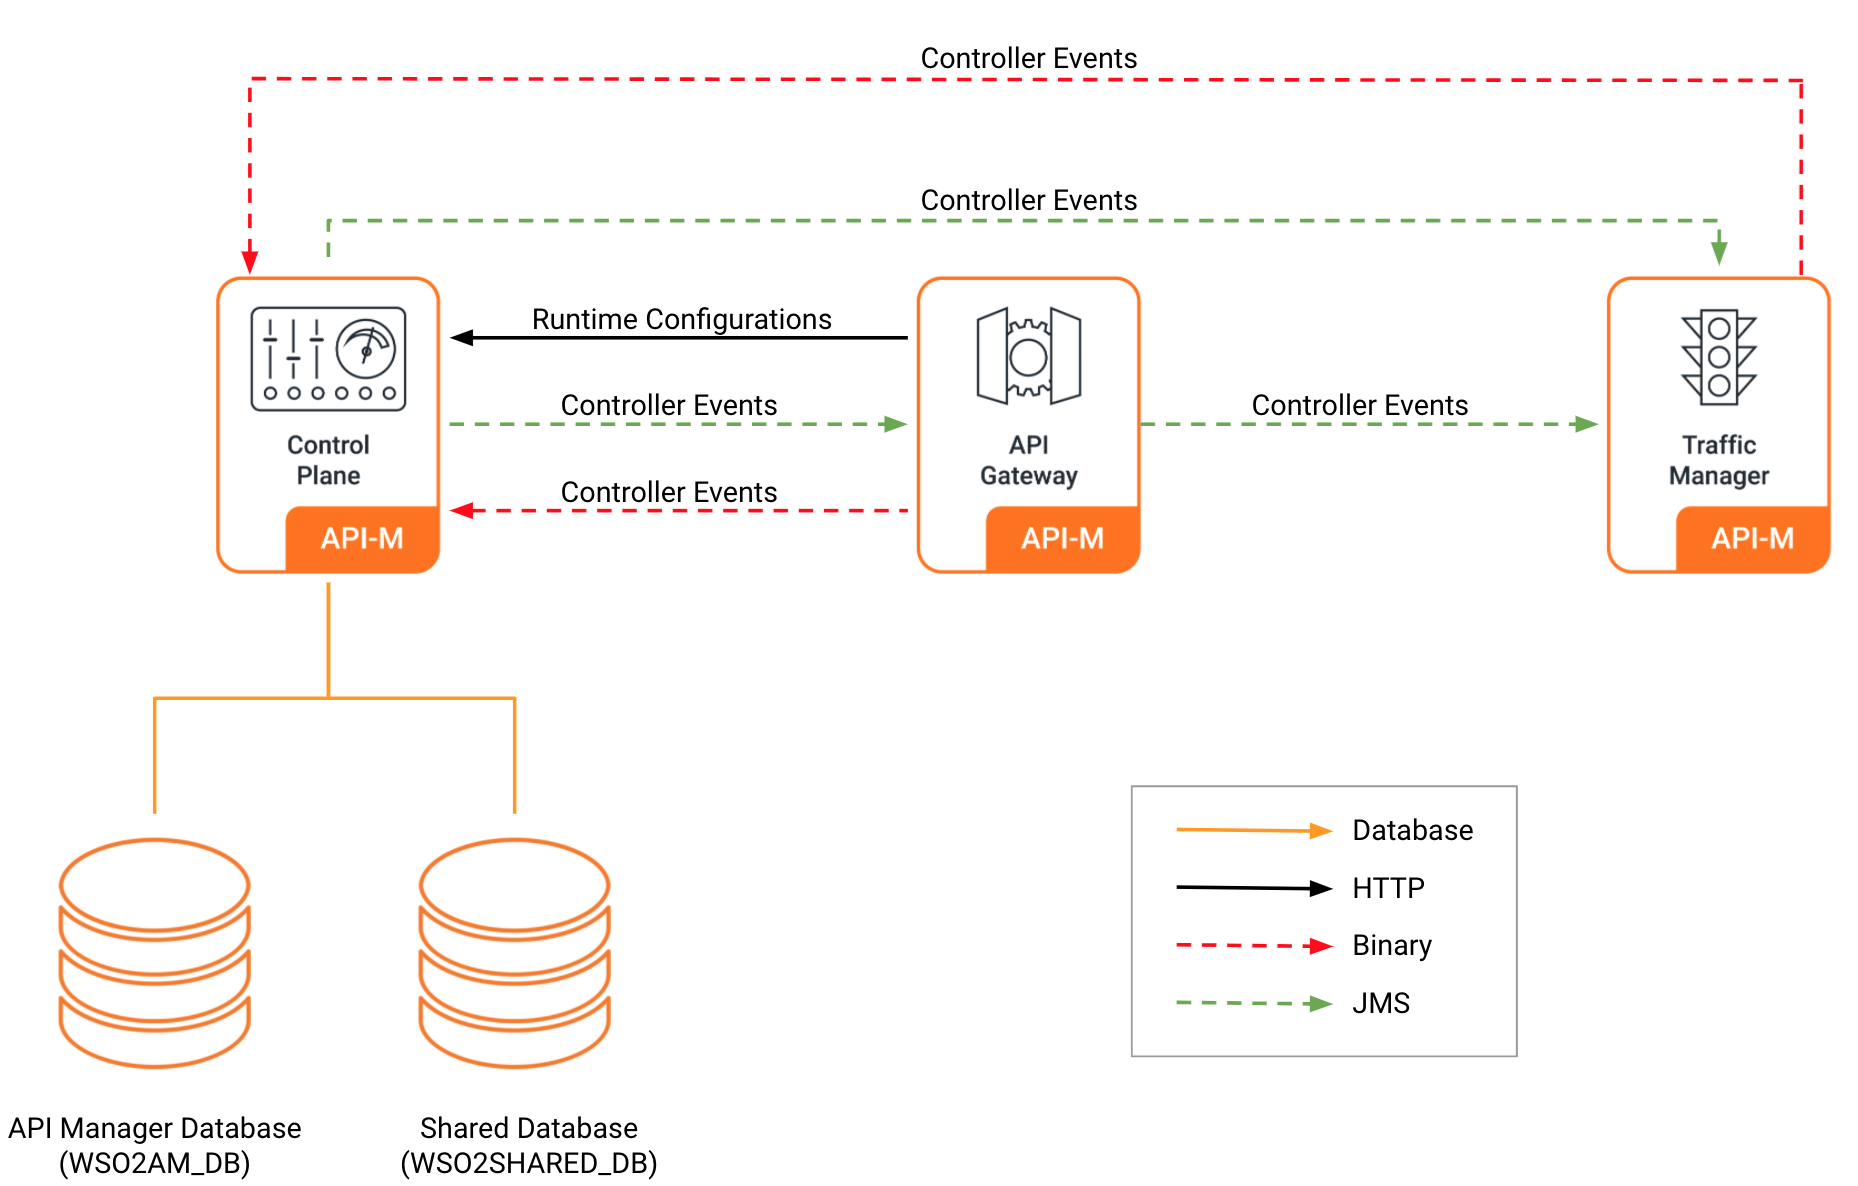 Controller Events
Controller Events
Runtime Configurations
Controller Events
Controller Events
Controller Events
Control
Plane
API-M
API
Gateway
API-M
Traffic
Manager
API-M
Database
HTTP
Binary
JMS
API Manager Database
(WSO2AM_DB)
Shared Database
(WSO2SHARED_DB)